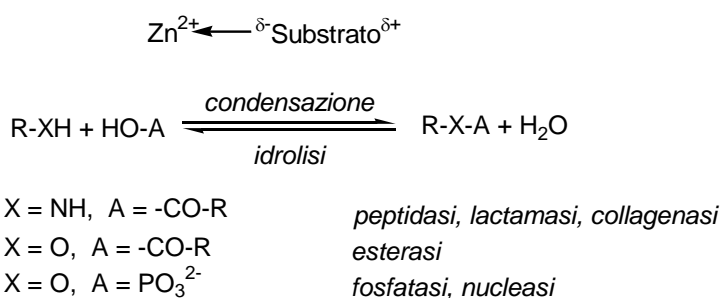 Zn2+ ⟵ δ-Substratoδ+
condensazione
R-XH + HO-A ⇌ R-X-A + H2O
idrolisi
X = NH, A = -CO-R peptidasi, lactamasi, collagenasi
X = O, A = -CO-R esterasi
X = O, A = PO32- fosfatasi, nucleasi